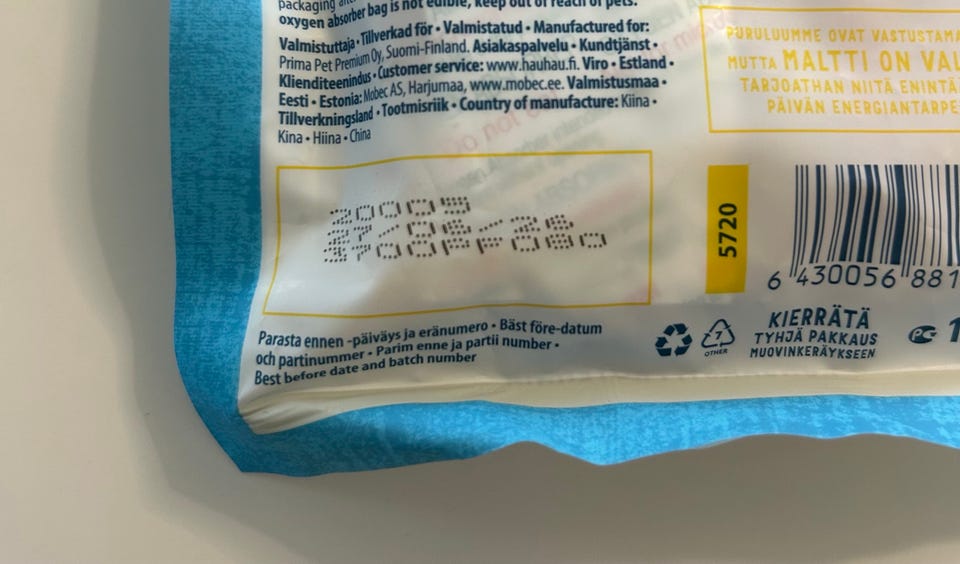 packaging
oxygen absorber bag is not edible, keep out of reach of pets.
Valmistuttaja • Tillverkad för • Valmistatud • Manufactured for:
Prima Pet Premium Oy, Suomi-Finland. Asiakaspalvelu • Kundtjänst •
Klienditeenindus • Customer service: www.hauhau.fi. Viro • Estland •
Eesti • Estonia: Mobec AS, Harjumaa, www.mobec.ee. Valmistusmaa •
Tillverkningsland • Tootmisriik • Country of manufacture: Kiina •
Kina • Hiina • China
20005
27/06/26
Parasta ennen -päiväys ja eränumero • Bäst före-datum
och partinummer • Parim enne ja partii number •
Best before date and batch number
PURULUUMME OVAT VASTUSTAMA
MUTTA MALTTI ON VAL
TARJOATHAN NIITÄ ENINTÄ
PÄIVÄN ENERGIANTARPE
5720
6 430056 881
7
OTHER
KIERRÄTÄ
TYHJÄ PAKKAUS
MUOVINKERÄYKSEEN
1